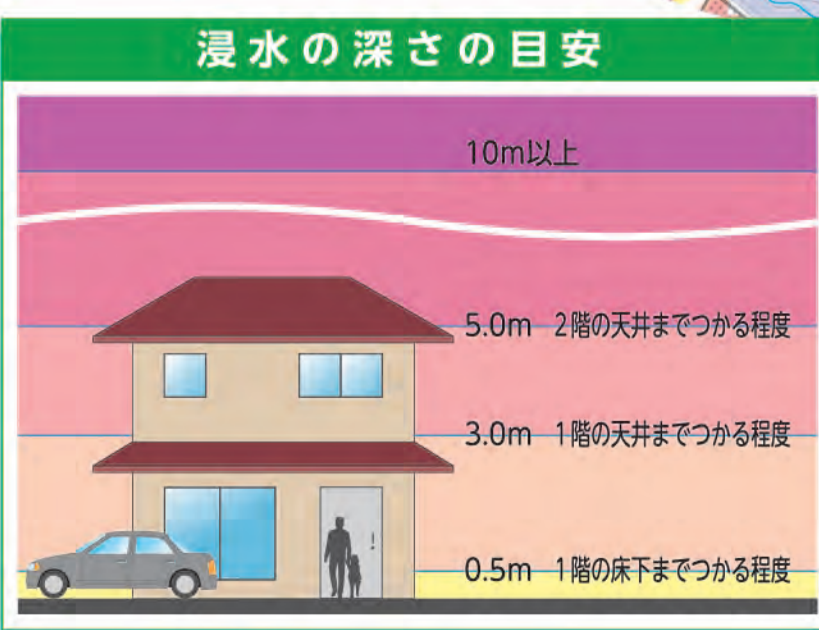 浸水の深さの目安
10m以上
5.0m 2階の天井までつかる程度
3.0m 1階の天井までつかる程度
0.5m 1階の床下までつかる程度